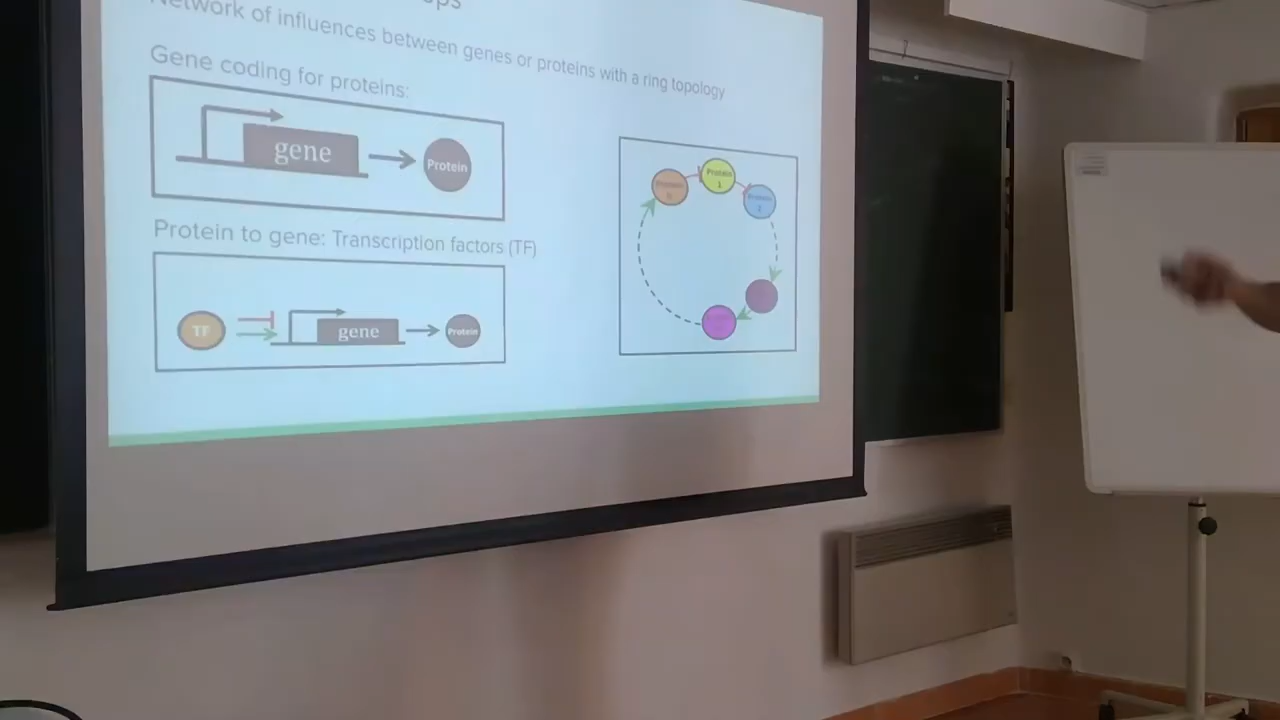 Network of influences between genes or proteins with a ring topology
Gene coding for proteins:
gene
Protein
Protein
1
Protein to gene: Transcription factors (TF)
TF
gene
Protein